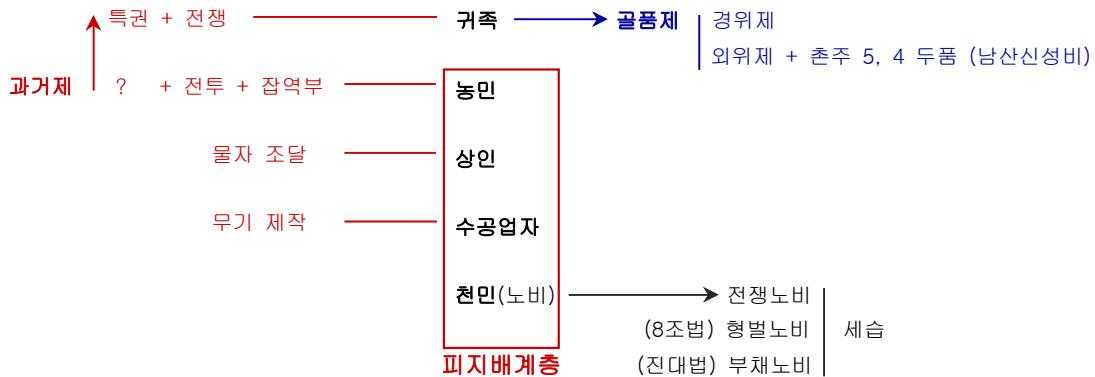 특권 + 전쟁 귀족 골품제 경위제
외위제 + 촌주 5, 4 두품 (남산신성비)
과거제 ? + 전투 + 잡역부 농민
물자 조달 상인
무기 제작 수공업자
천민(노비) 전쟁노비
(8조법) 형벌노비 세습
(진대법) 부채노비
피지배계층